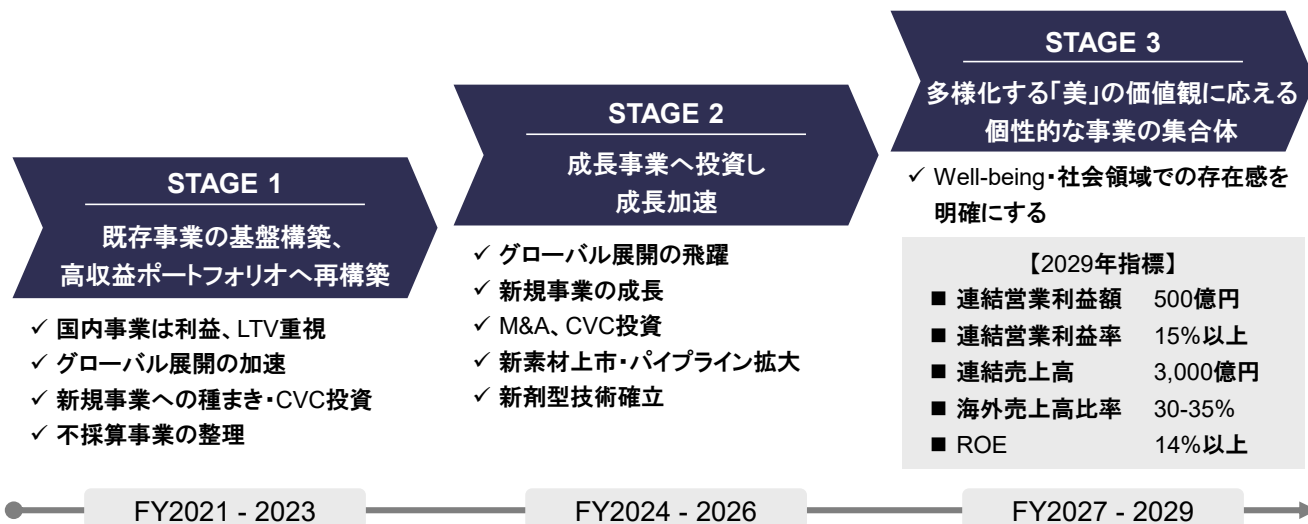 STAGE 1
既存事業の基盤構築、
高収益ポートフォリオへ再構築
✓ 国内事業は利益、LTV重視
✓ グローバル展開の加速
✓ 新規事業への種まき・CVC投資
✓ 不採算事業の整理
FY2021 - 2023
STAGE 2
成長事業へ投資し
成長加速
✓ グローバル展開の飛躍
✓ 新規事業の成長
✓ M&A、CVC投資
✓ 新素材上市・パイプライン拡大
✓ 新剤型技術確立
FY2024 - 2026
STAGE 3
多様化する「美」の価値観に応える
個性的な事業の集合体
✓ Well-being・社会領域での存在感を
明確にする
【2029年指標】
■ 連結営業利益額 500億円
■ 連結営業利益率 15%以上
■ 連結売上高 3,000億円
■ 海外売上高比率 30-35%
■ ROE 14%以上
FY2027 - 2029